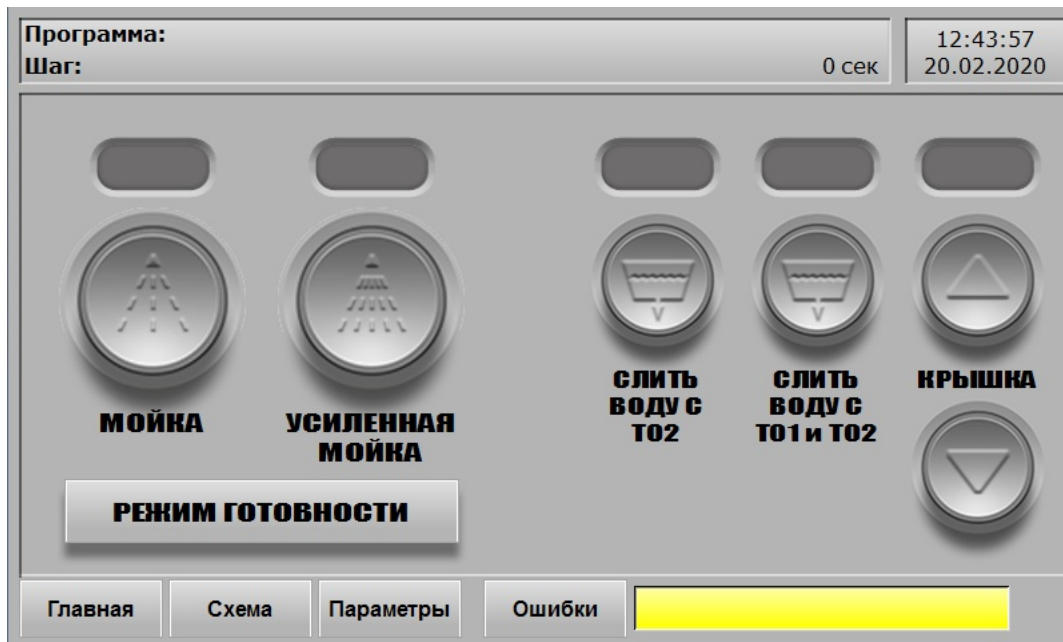 Программа:
Шаг:
0 сек
12:43:57
20.02.2020
МОЙКА
УСИЛЕННАЯ
МОЙКА
СЛИТЬ
ВОДУ С
ТО2
СЛИТЬ
ВОДУ С
ТО1 и ТО2
КРЫШКА
РЕЖИМ ГОТОВНОСТИ
Главная
Схема
Параметры
Ошибки